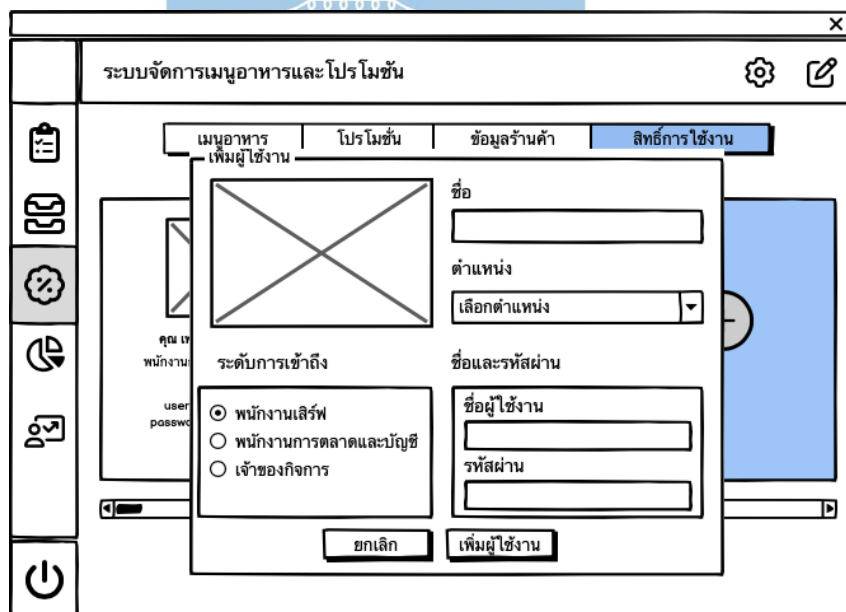 ระบบจัดการเมนูอาหารและโปรโมชัน
เมนูอาหาร
โปรโมชั่น
ข้อมูลร้านค้า
สิทธิ์การใช้งาน
เพิ่มผู้ใช้งาน
ชื่อ
ตำแหน่ง
เลือกตำแหน่ง
คุณ
พนักงาน
user
ระดับการเข้าถึง
พนักงานเสิร์ฟ
พนักงานการตลาดและบัญชี
เจ้าของกิจการ
ชื่อและรหัสผ่าน
ชื่อผู้ใช้งาน
รหัสผ่าน
ยกเลิก
เพิ่มผู้ใช้งาน